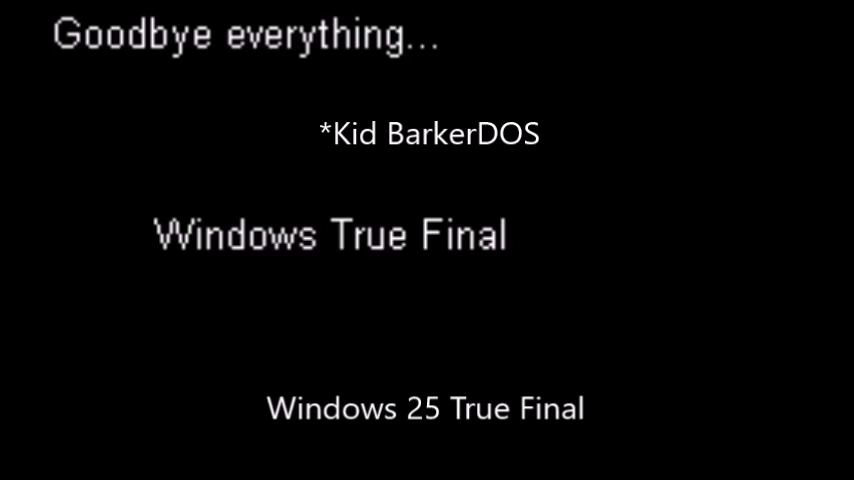 Goodbye everything...
*Kid BarkerDOS
Windows True Final
Windows 25 True Final